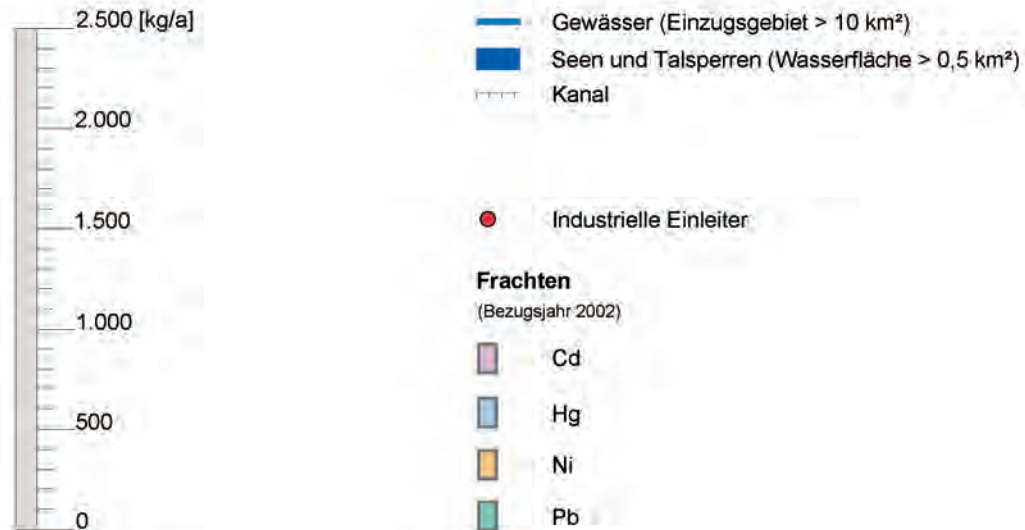 2.500 [kg/a]
2.000
1.500
1.000
500
0
Gewässer (Einzugsgebiet > 10 km²)
Seen und Talsperren (Wasserfläche > 0,5 km²)
Kanal
Industrielle Einleiter
Frachten
(Bezugsjahr 2002)
Cd
Hg
Ni
Pb